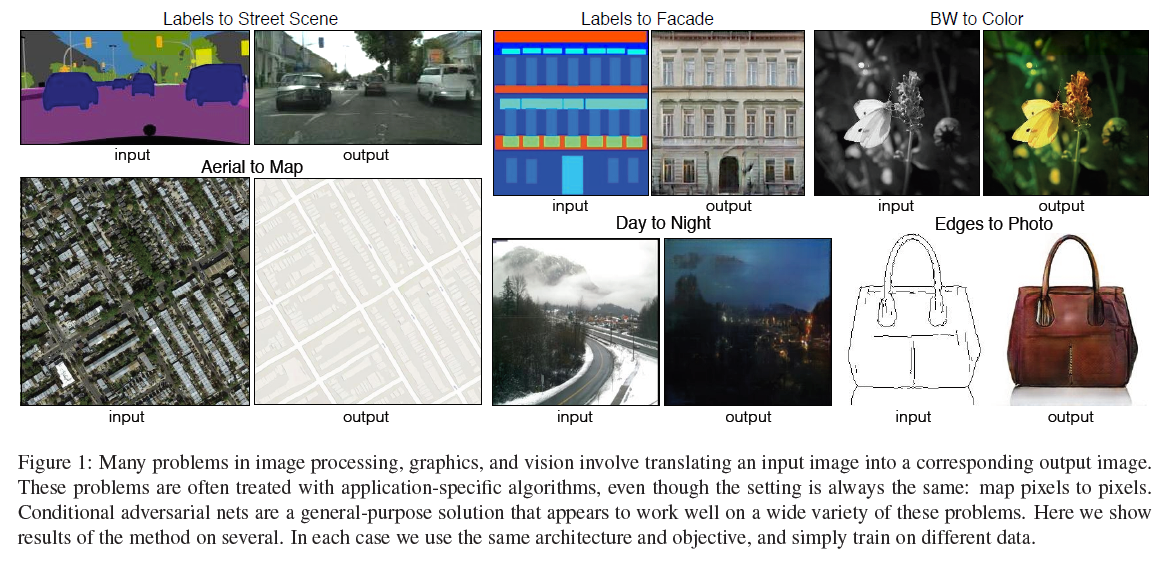 Labels to Street Scene
input
output
Aerial to Map
input
output
Labels to Facade
input
output
BW to Color
input
output
Day to Night
input
output
Edges to Photo
input
output
Figure 1: Many problems in image processing, graphics, and vision involve translating an input image into a corresponding output image.
These problems are often treated with application-specific algorithms, even though the setting is always the same: map pixels to pixels.
Conditional adversarial nets are a general-purpose solution that appears to work well on a wide variety of these problems. Here we show
results of the method on several. In each case we use the same architecture and objective, and simply train on different data.